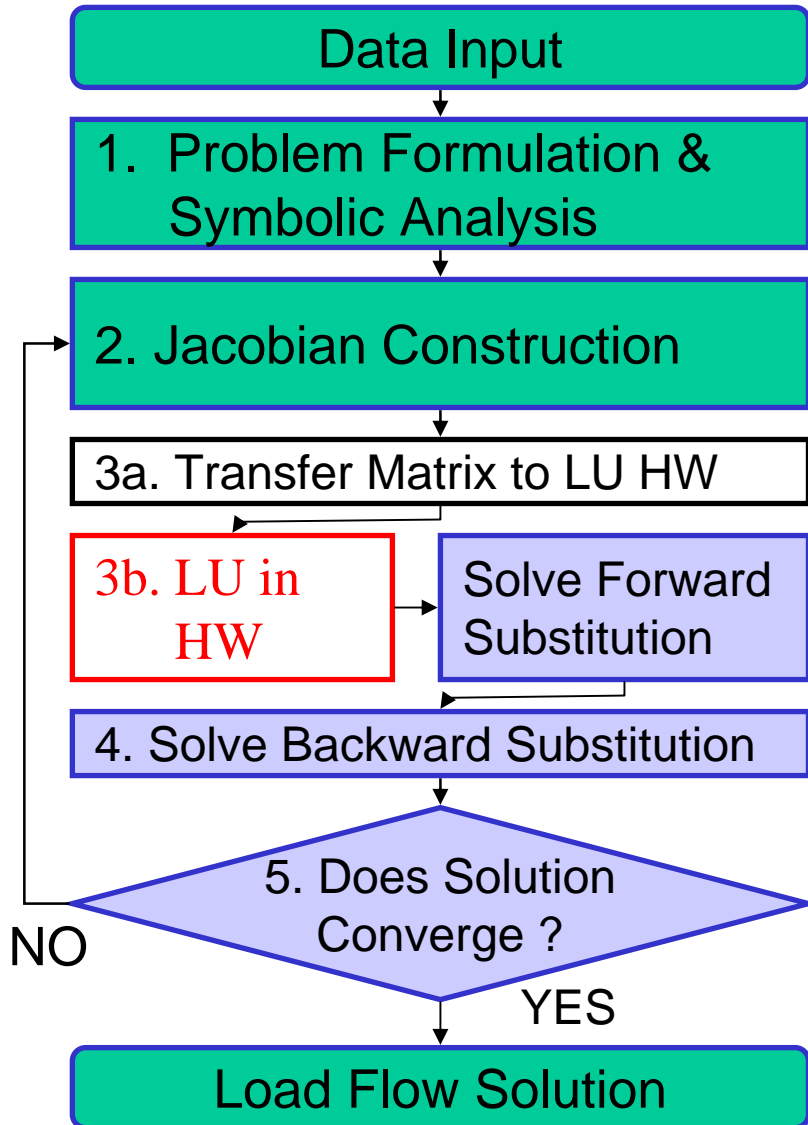 Data Input
1. Problem Formulation &
Symbolic Analysis
2. Jacobian Construction
3a. Transfer Matrix to LU HW
3b. LU in
HW
Solve Forward
Substitution
4. Solve Backward Substitution
5. Does Solution
Converge ?
NO
YES
Load Flow Solution